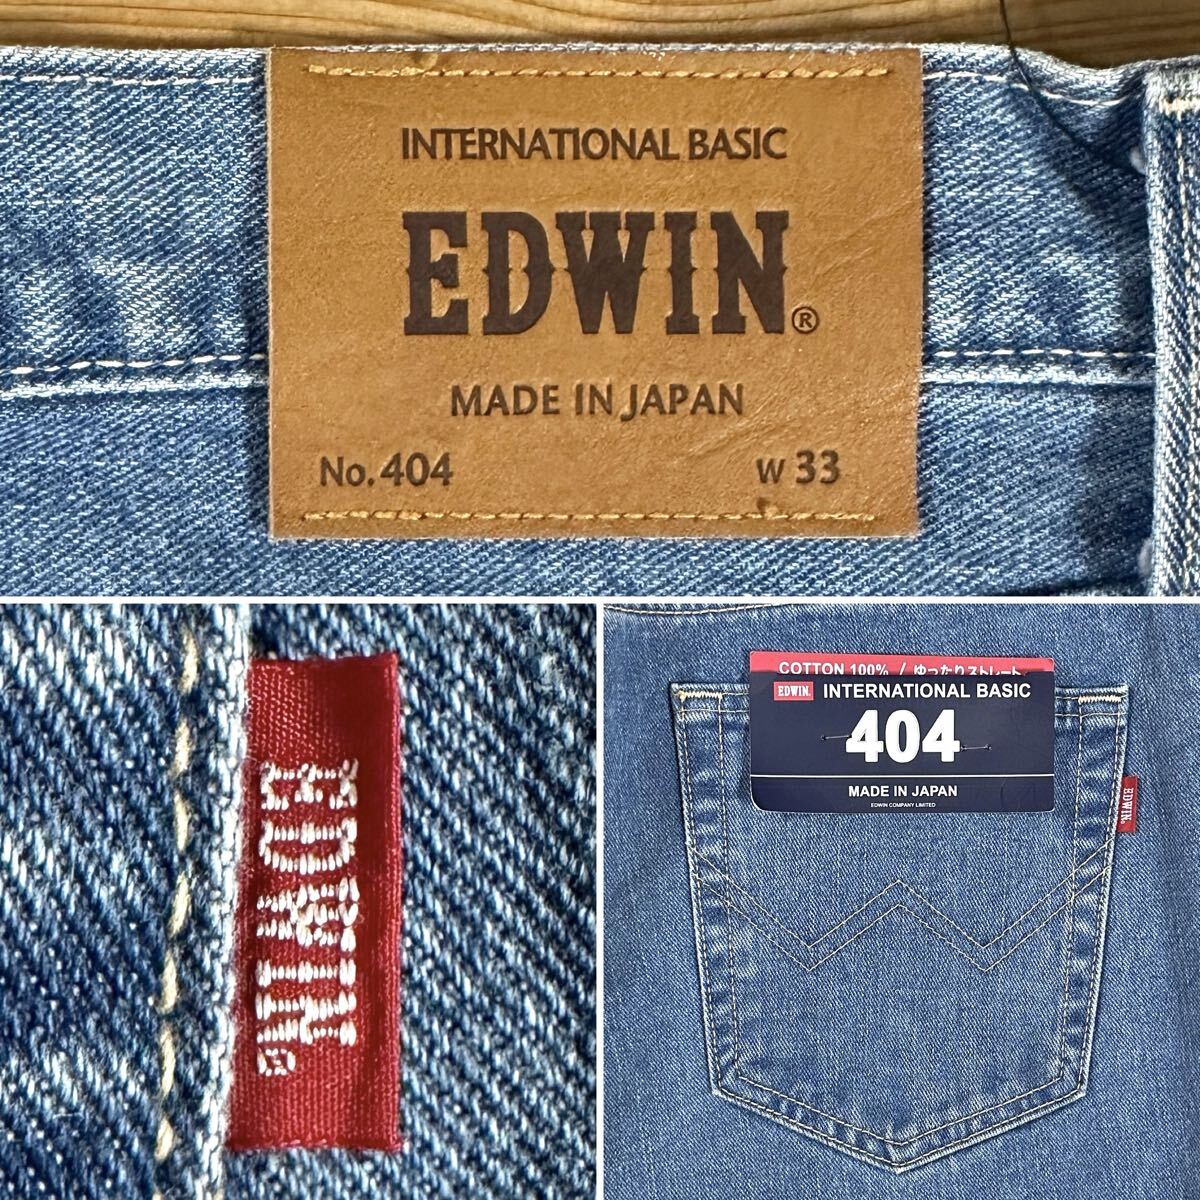 INTERNATIONAL BASIC
EDWIN®
MADE IN JAPAN
No. 404 W 33
EDWIN®
COTTON 100% / ゆったりストレート
EDWIN. INTERNATIONAL BASIC
404
MADE IN JAPAN
EDWIN COMPANY LIMITED
EDWIN®